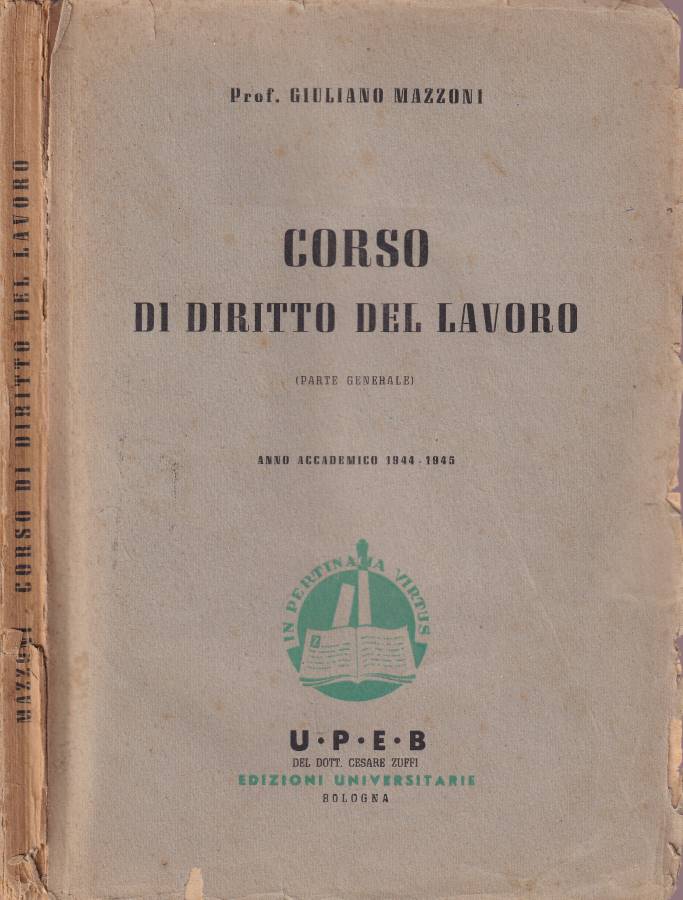 MAZZONI - CORSO DI DIRITTO DEL LAVORO
Prof. GIULIANO MAZZONI
CORSO
DI DIRITTO DEL LAVORO
(PARTE GENERALE)
ANNO ACCADEMICO 1944-1945
IN PERTINACIA VIRTUS
U·P·E·B
DEL DOTT. CESARE ZUFFI
EDIZIONI UNIVERSITARIE
BOLOGNA